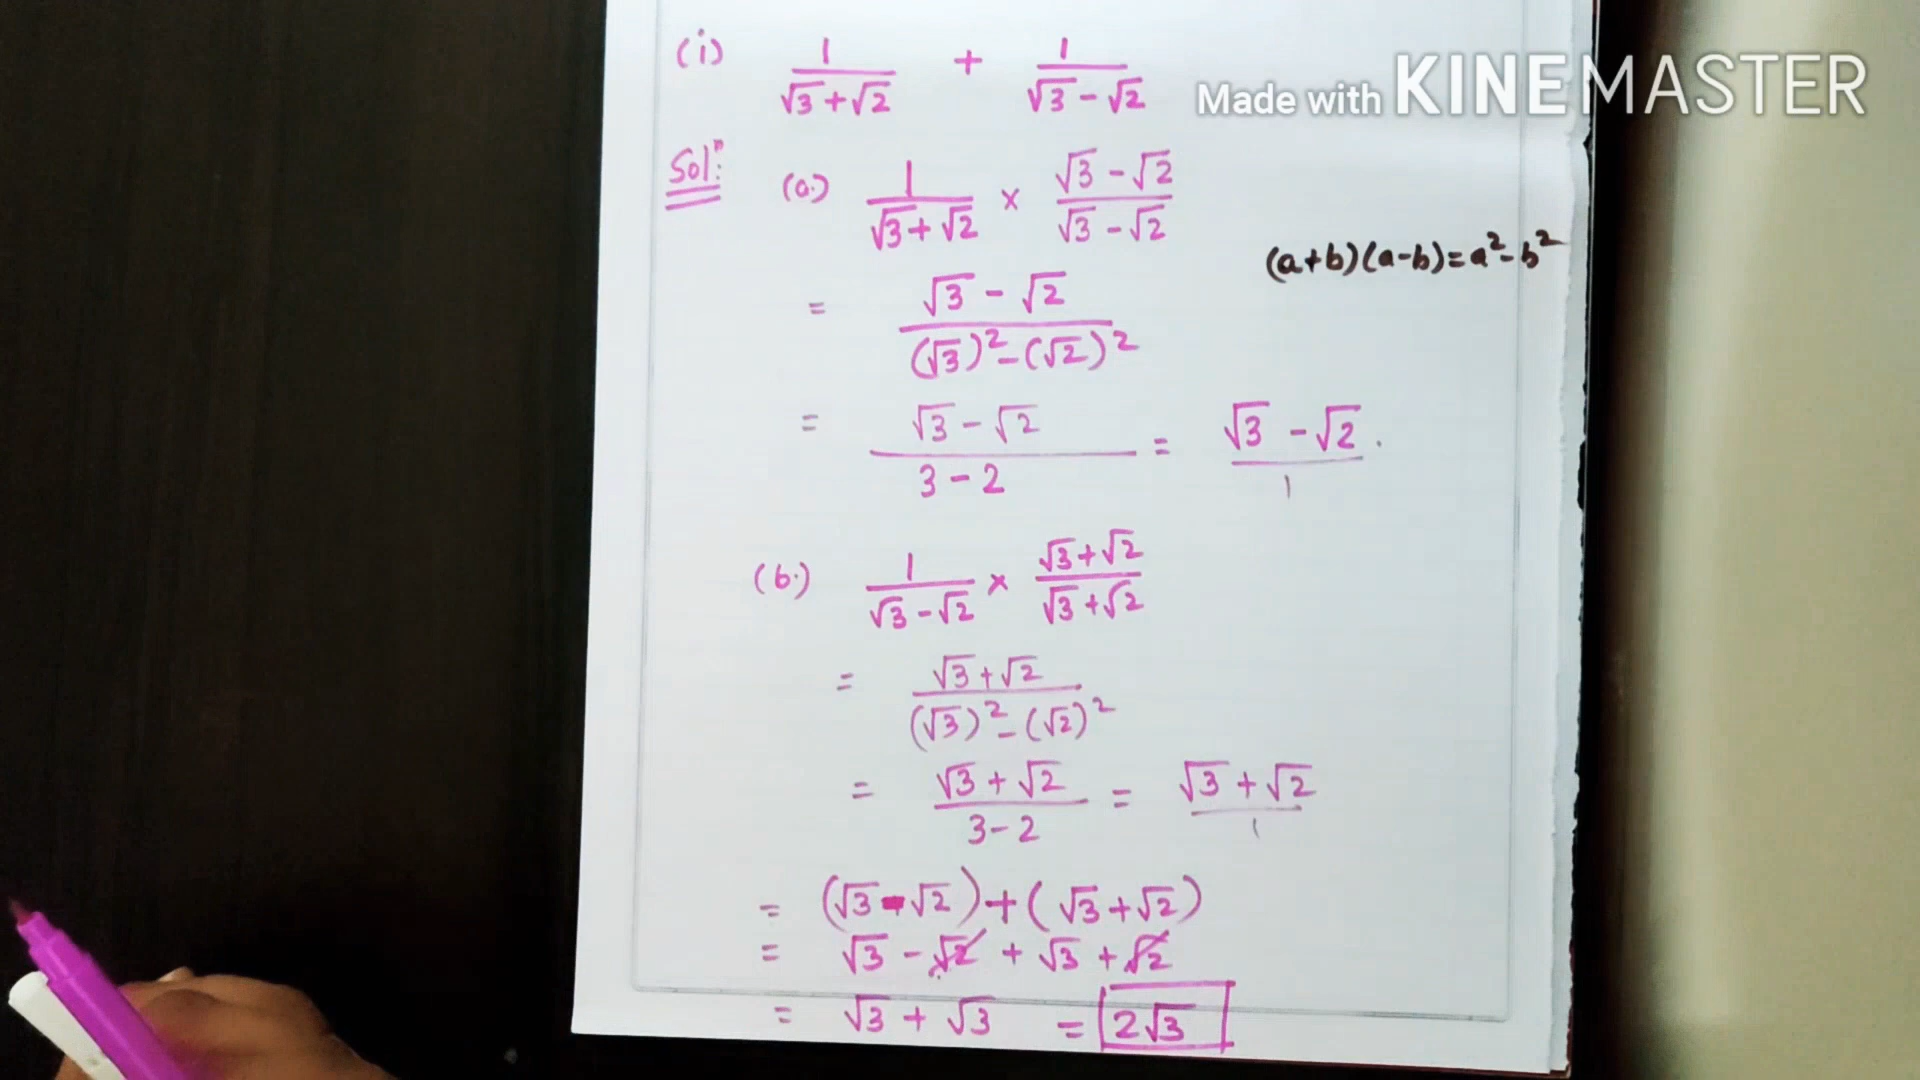 (i) 1/(√3+√2) + 1/(√3-√2)
Made with KINEMASTER
Solⁿ: (a.) 1/(√3+√2) × (√3-√2)/(√3-√2)
(a+b)(a-b)=a²-b²
= (√3-√2)/((√3)²-(√2)²)
= (√3-√2)/(3-2) = (√3-√2)/1.
(b.) 1/(√3-√2) × (√3+√2)/(√3+√2)
= (√3+√2)/((√3)²-(√2)²)
= (√3+√2)/(3-2) = (√3+√2)/1
= (√3-√2)+(√3+√2)
= √3-√2+√3+√2
= √3+√3 = 2√3